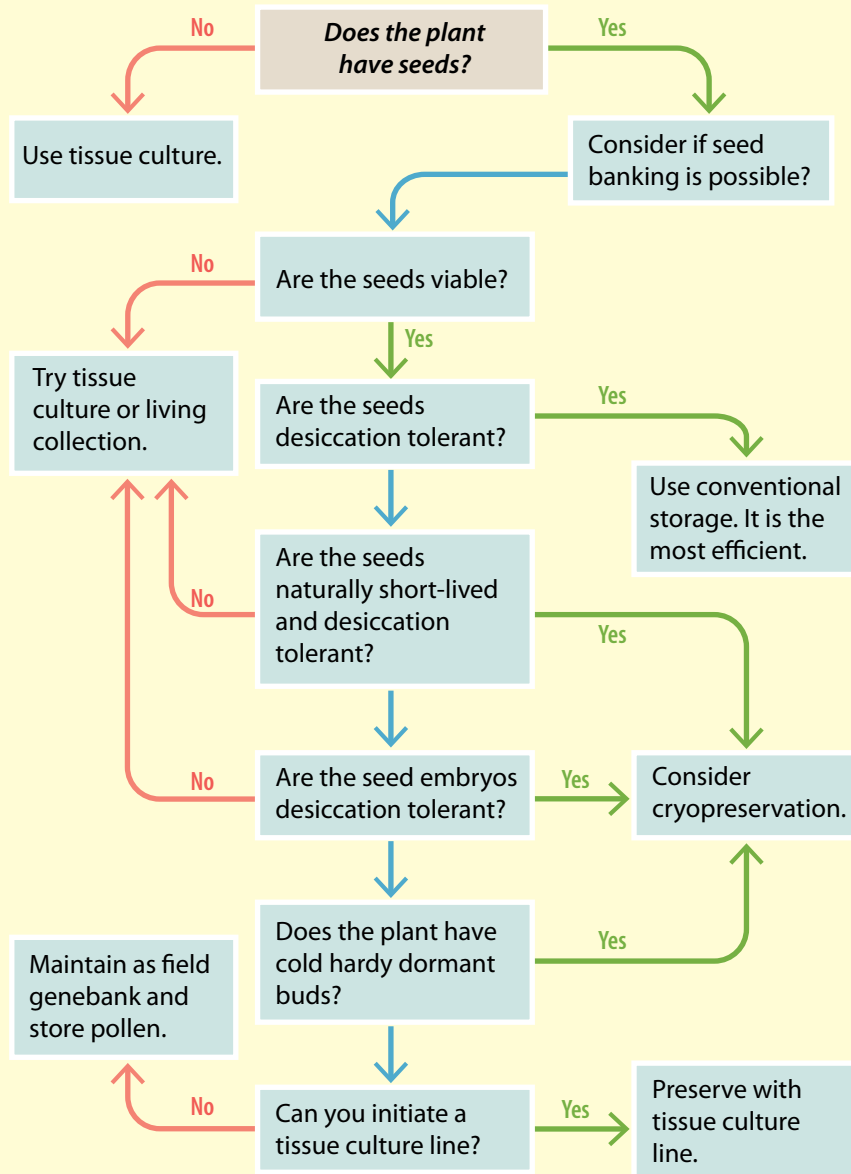 No
Does the plant
have seeds?
Yes
Use tissue culture.
Consider if seed
banking is possible?
No
Are the seeds viable?
Yes
Try tissue
culture or living
collection.
Are the seeds
desiccation tolerant?
Yes
Use conventional
storage. It is the
most efficient.
Are the seeds
naturally short-lived
and desiccation
tolerant?
No
Yes
No
Are the seed embryos
desiccation tolerant?
Yes
Consider
cryopreservation.
Does the plant have
cold hardy dormant
buds?
Yes
Maintain as field
genebank and
store pollen.
No
Can you initiate a
tissue culture line?
Yes
Preserve with
tissue culture
line.